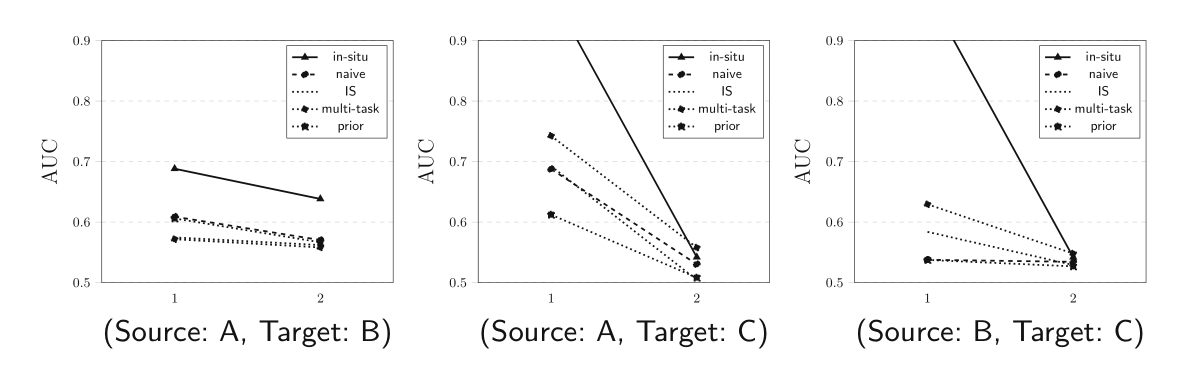 AUC
0.9
0.8
0.7
0.6
0.5
in-situ
naive
IS
multi-task
prior
1 2
(Source: A, Target: B)
AUC
0.9
0.8
0.7
0.6
0.5
in-situ
naive
IS
multi-task
prior
1 2
(Source: A, Target: C)
AUC
0.9
0.8
0.7
0.6
0.5
in-situ
naive
IS
multi-task
prior
1 2
(Source: B, Target: C)